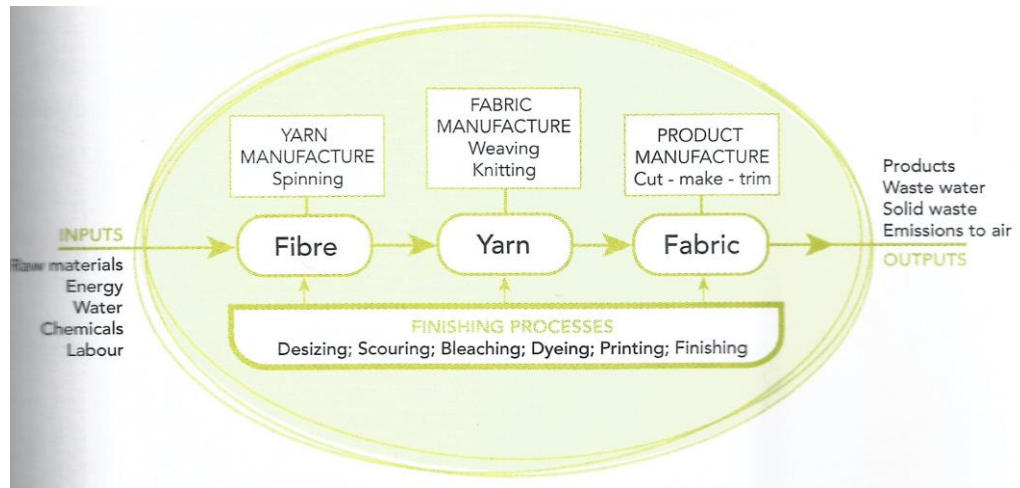 YARN
MANUFACTURE
Spinning
FABRIC
MANUFACTURE
Weaving
Knitting
PRODUCT
MANUFACTURE
Cut - make - trim
INPUTS
Raw materials
Energy
Water
Chemicals
Labour
Fibre
Yarn
Fabric
Products
Waste water
Solid waste
Emissions to air
OUTPUTS
FINISHING PROCESSES
Desizing; Scouring; Bleaching; Dyeing; Printing; Finishing